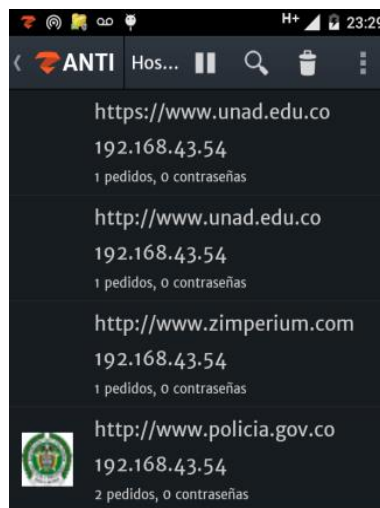 H+ 23:29
ANTI Hos...
https://www.unad.edu.co
192.168.43.54
1 pedidos, 0 contraseñas
http://www.unad.edu.co
192.168.43.54
1 pedidos, 0 contraseñas
http://www.zimperium.com
192.168.43.54
1 pedidos, 0 contraseñas
http://www.policia.gov.co
192.168.43.54
2 pedidos, 0 contraseñas